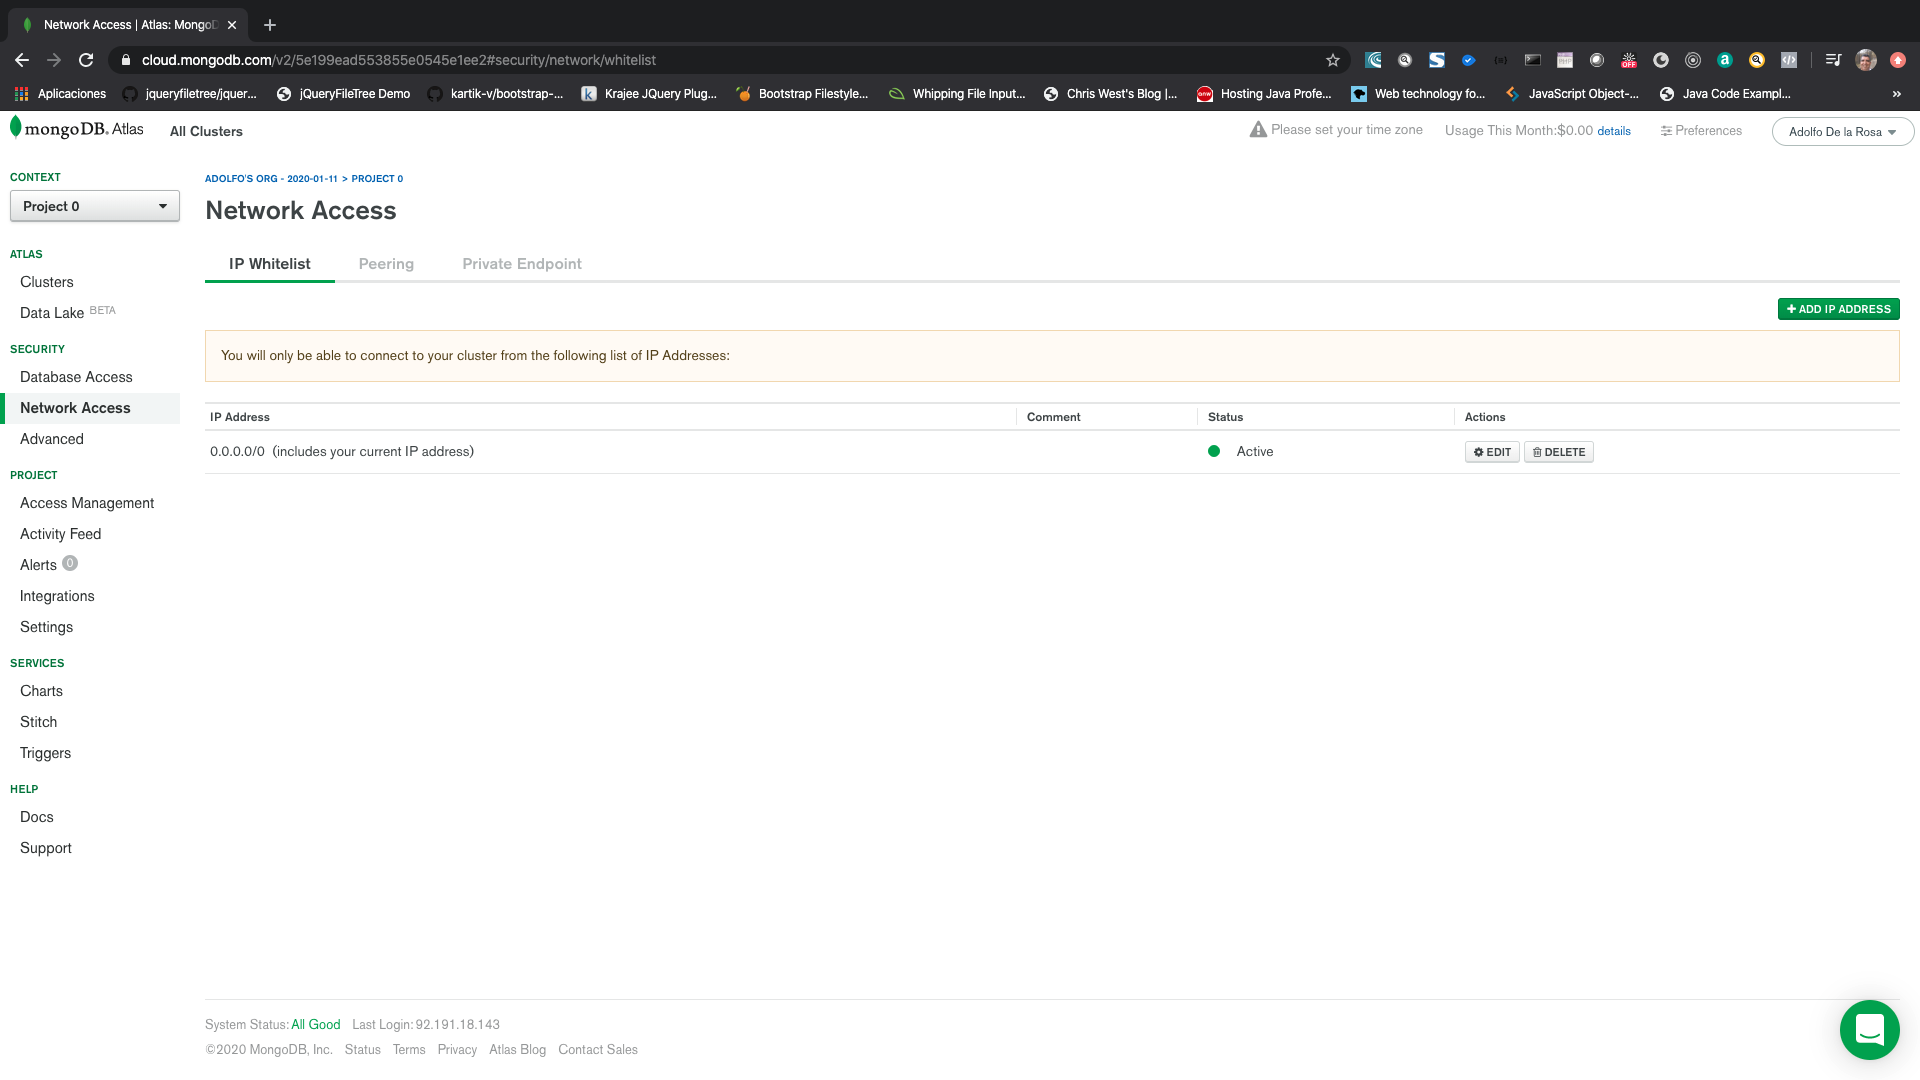 Network Access | Atlas: MongoD
cloud.mongodb.com/v2/5e199ead553855e0545e1ee2#security/network/whitelist
Aplicaciones jqueryfiletree/jquer... jQueryFileTree Demo kartik-v/bootstrap-... Krajee JQuery Plug... Bootstrap Filestyle... Whipping File Input... Chris West's Blog |... Hosting Java Profe... Web technology fo... JavaScript Object-... Java Code Exampl... »
mongoDB. Atlas All Clusters Please set your time zone Usage This Month:$0.00 details Preferences Adolfo De la Rosa
CONTEXT
Project 0
ATLAS
Clusters
Data Lake BETA
SECURITY
Database Access
Network Access
Advanced
PROJECT
Access Management
Activity Feed
Alerts 0
Integrations
Settings
SERVICES
Charts
Stitch
Triggers
HELP
Docs
Support
ADOLFO'S ORG - 2020-01-11 > PROJECT 0
Network Access
IP Whitelist Peering Private Endpoint
+ ADD IP ADDRESS
You will only be able to connect to your cluster from the following list of IP Addresses:
IP Address Comment Status Actions
0.0.0.0/0 (includes your current IP address) Active EDIT DELETE
System Status: All Good Last Login: 92.191.18.143
©2020 MongoDB, Inc. Status Terms Privacy Atlas Blog Contact Sales